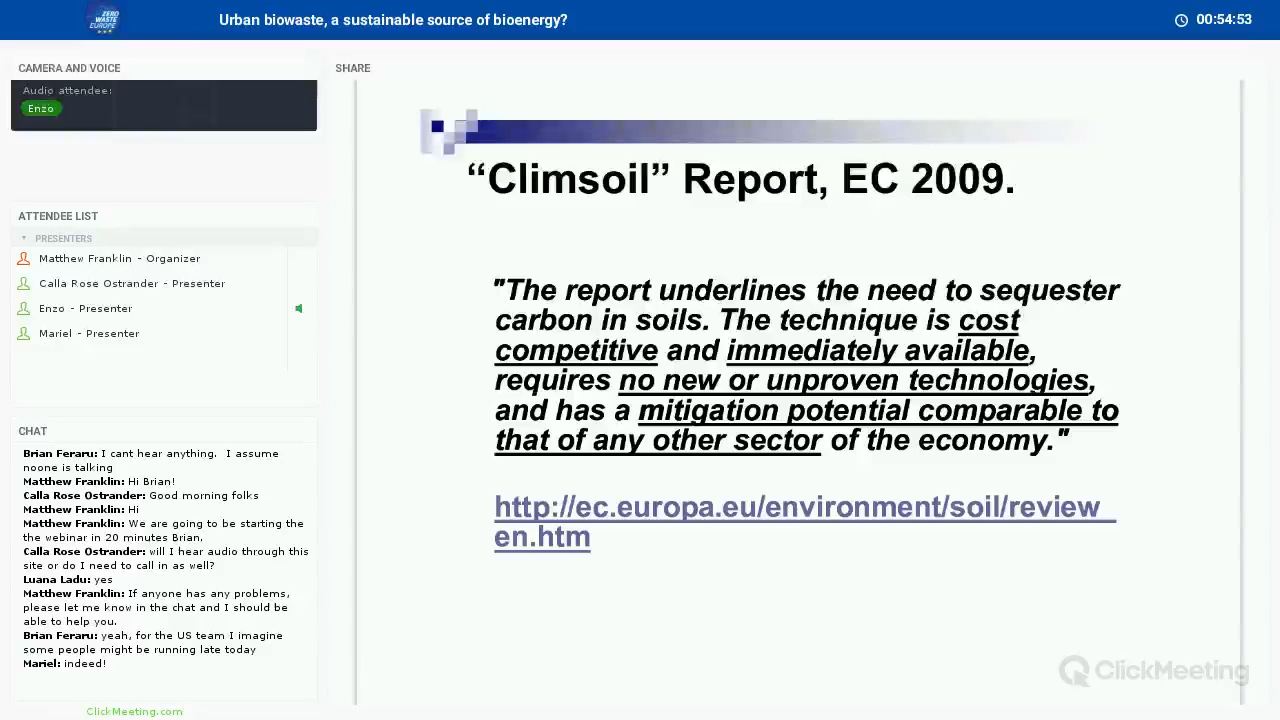 ZERO WASTE EUROPE
Urban biowaste, a sustainable source of bioenergy?
00:54:53
CAMERA AND VOICE
Audio attendee:
Enzo
ATTENDEE LIST
PRESENTERS
Matthew Franklin - Organizer
Calla Rose Ostrander - Presenter
Enzo - Presenter
Mariel - Presenter
CHAT
Brian Feraru: I cant hear anything. I assume
noone is talking
Matthew Franklin: Hi Brian!
Calla Rose Ostrander: Good morning folks
Matthew Franklin: Hi
Matthew Franklin: We are going to be starting the
webinar in 20 minutes Brian.
Calla Rose Ostrander: will I hear audio through this
site or do I need to call in as well?
Luana Ladu: yes
Matthew Franklin: If anyone has any problems,
please let me know in the chat and I should be
able to help you.
Brian Feraru: yeah, for the US team I imagine
some people might be running late today
Mariel: indeed!
ClickMeeting.com
SHARE
“Climsoil” Report, EC 2009.
"The report underlines the need to sequester
carbon in soils. The technique is cost
competitive and immediately available,
requires no new or unproven technologies,
and has a mitigation potential comparable to
that of any other sector of the economy."
http://ec.europa.eu/environment/soil/review_
en.htm
ClickMeeting